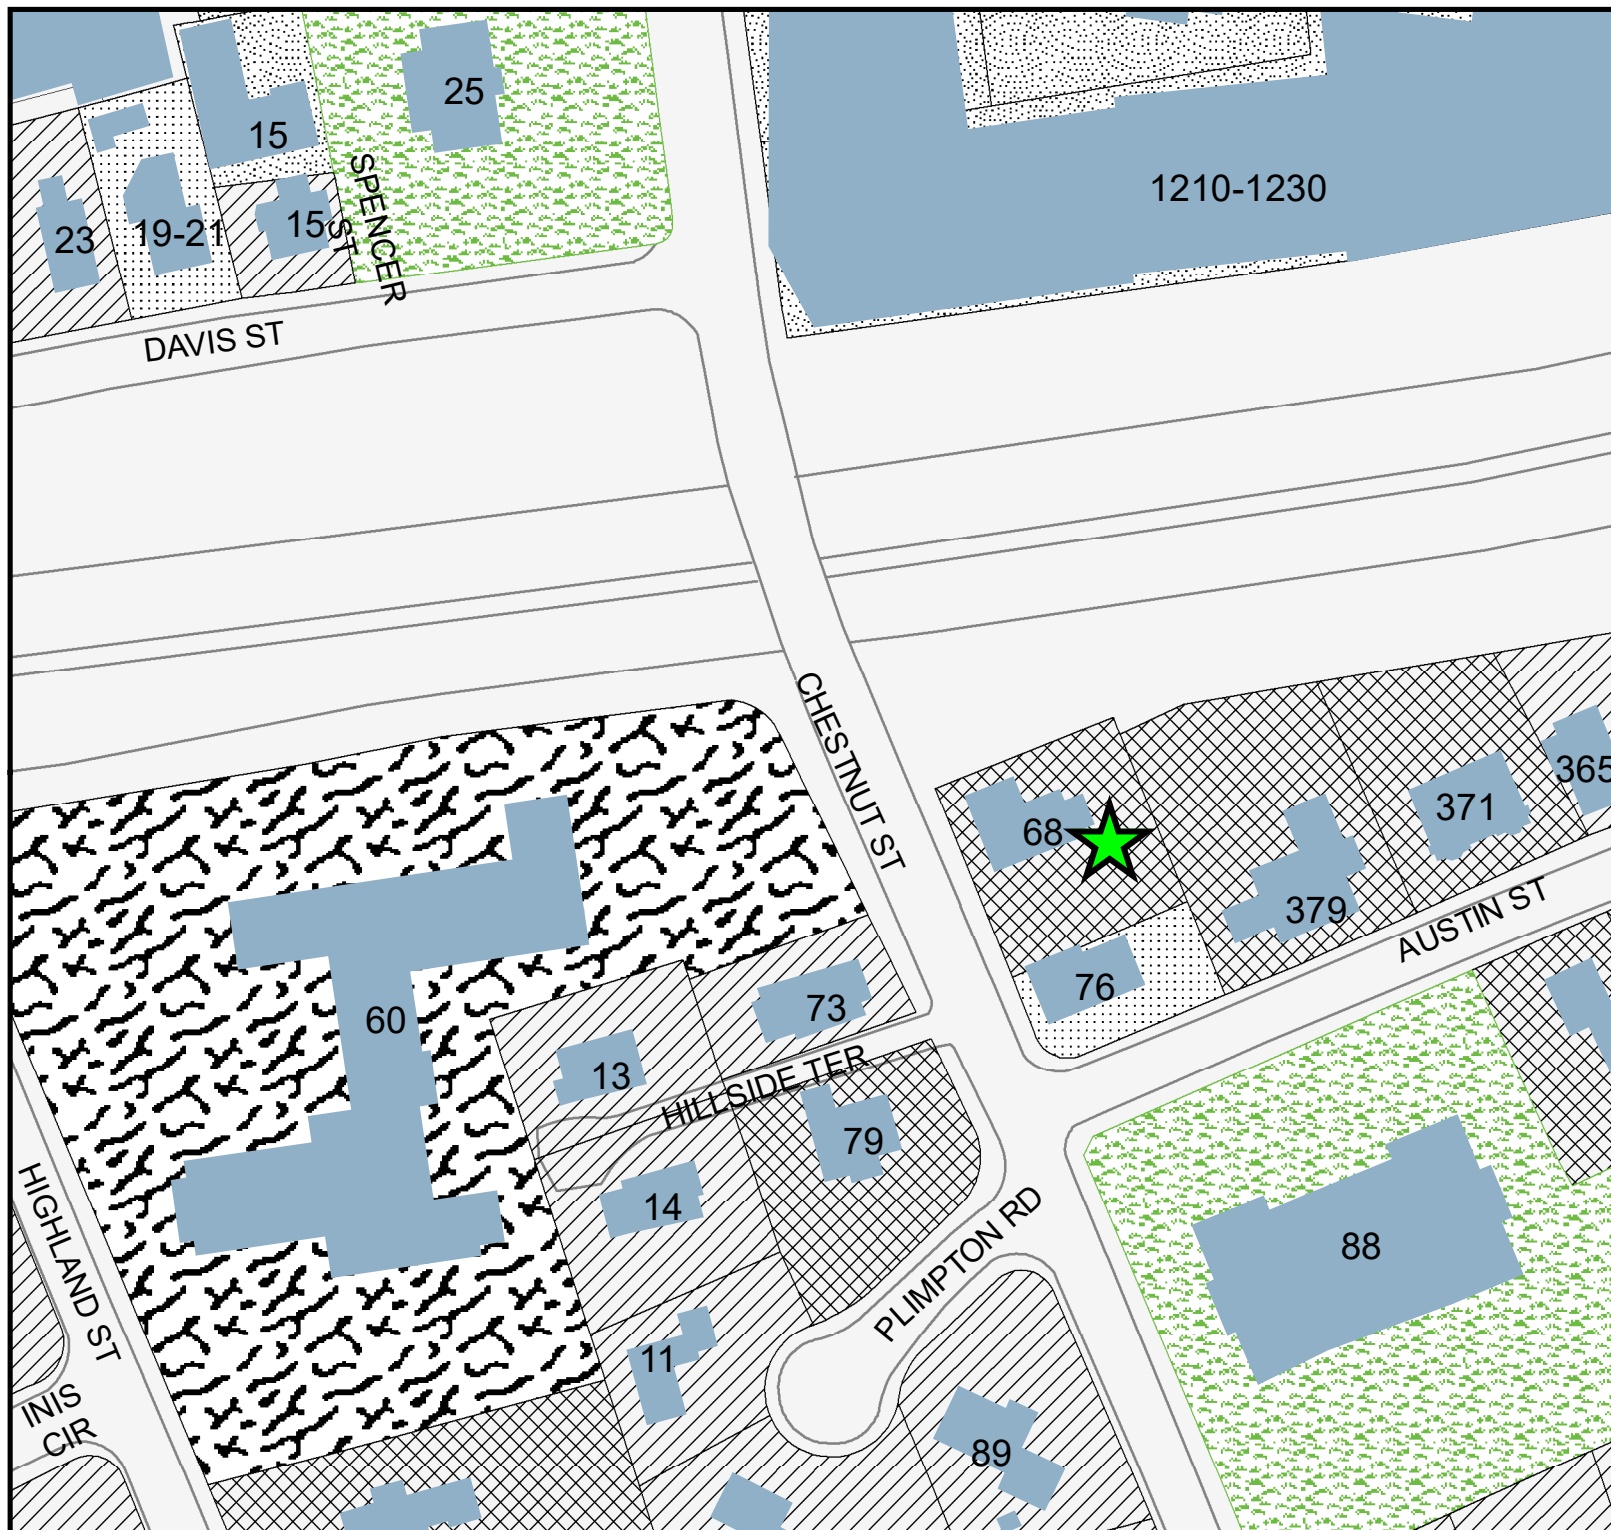 25
15
1210-1230
SPENCER
ST
15
19-21
23
DAVIS ST
CHESTNUT ST
68
365
371
379
AUSTIN ST
76
60
73
13
HILLSIDE TER
79
14
PLIMPTON RD
88
HIGHLAND ST
11
INIS
CIR
89